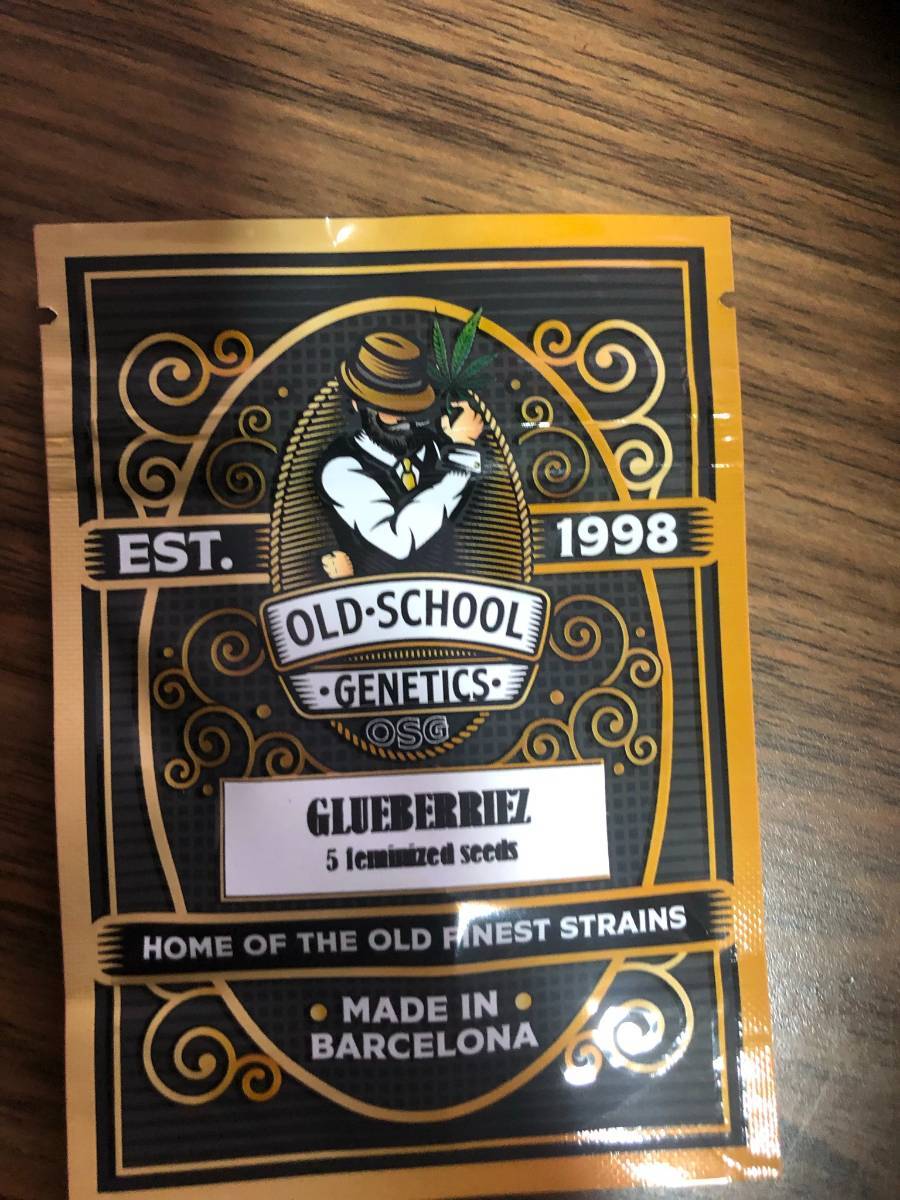 EST. 1998
OLD·SCHOOL
·GENETICS·
OSG
GLUEBERRIEZ
5 feminized seeds
HOME OF THE OLD FINEST STRAINS
• MADE IN •
BARCELONA